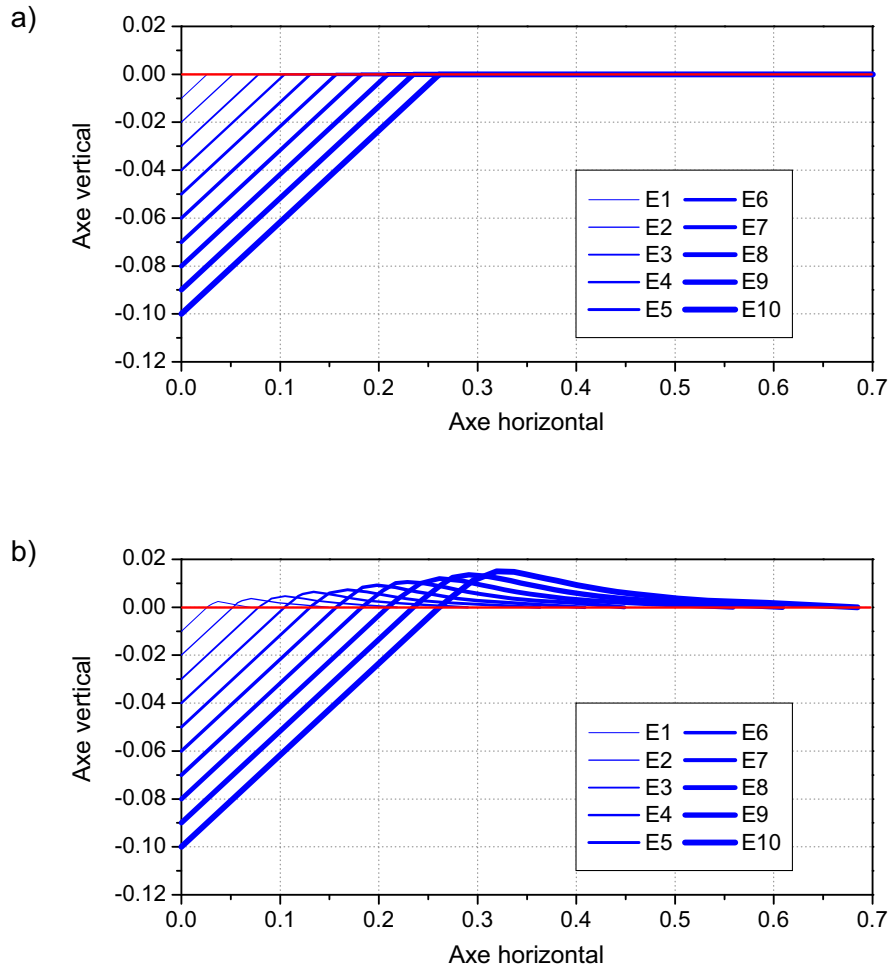 a)
0.02
0.00
-0.02
-0.04
-0.06
-0.08
-0.10
-0.12
Axe vertical
E1 E6
E2 E7
E3 E8
E4 E9
E5 E10
0.0 0.1 0.2 0.3 0.4 0.5 0.6 0.7
Axe horizontal
b)
0.02
0.00
-0.02
-0.04
-0.06
-0.08
-0.10
-0.12
Axe vertical
E1 E6
E2 E7
E3 E8
E4 E9
E5 E10
0.0 0.1 0.2 0.3 0.4 0.5 0.6 0.7
Axe horizontal